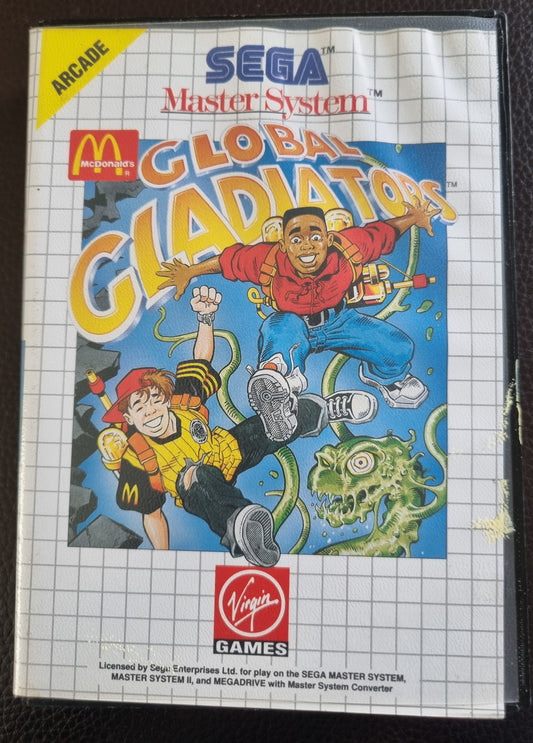 ARCADE
SEGA™
Master System™
M
McDonald's
®
GLOBAL
GLADIATORS™
M
Virgin
GAMES
Licensed by Sega Enterprises Ltd. for play on the SEGA MASTER SYSTEM,
MASTER SYSTEM II, and MEGADRIVE with Master System Converter